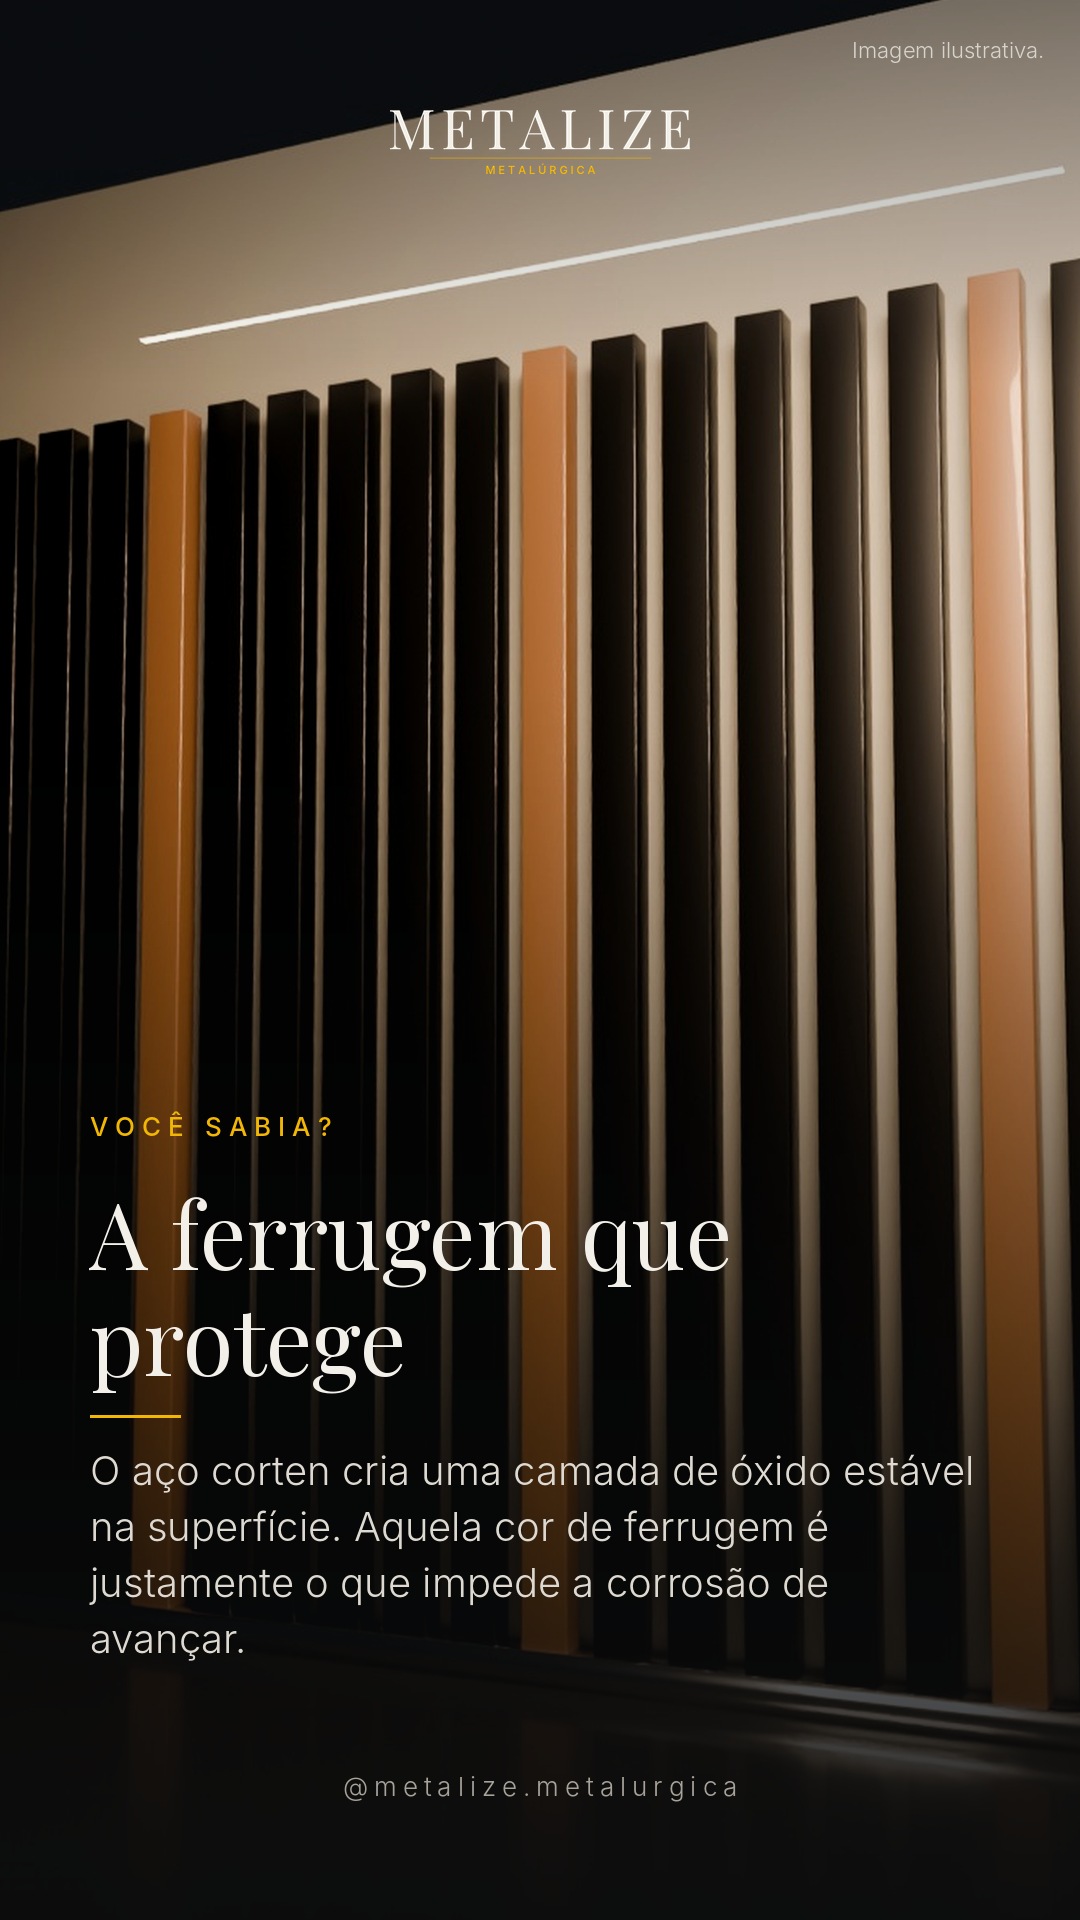 Imagem ilustrativa.
METALIZE
METALÚRGICA
VOCÊ SABIA?
A ferrugem que
protege
O aço corten cria uma camada de óxido estável
na superfície. Aquela cor de ferrugem é
justamente o que impede a corrosão de
avançar.
@metalize.metalurgica